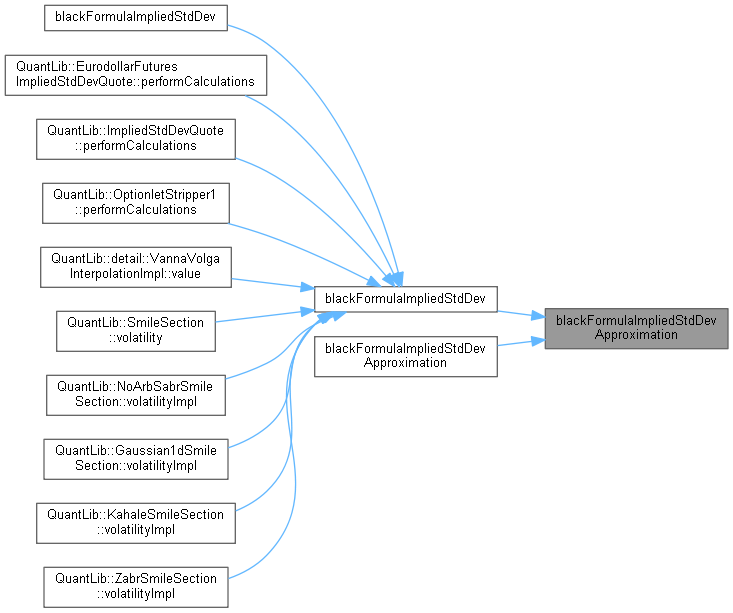 blackFormulaImpliedStdDev
QuantLib::EurodollarFutures
ImpliedStdDevQuote::performCalculations
QuantLib::ImpliedStdDevQuote
::performCalculations
QuantLib::OptionletStripper1
::performCalculations
QuantLib::detail::VannaVolga
InterpolationImpl::value
QuantLib::SmileSection
::volatility
QuantLib::NoArbSabrSmile
Section::volatilityImpl
QuantLib::Gaussian1dSmile
Section::volatilityImpl
QuantLib::KahaleSmileSection
::volatilityImpl
QuantLib::ZabrSmileSection
::volatilityImpl
blackFormulaImpliedStdDev
blackFormulaImpliedStdDev
Approximation
blackFormulaImpliedStdDev
Approximation